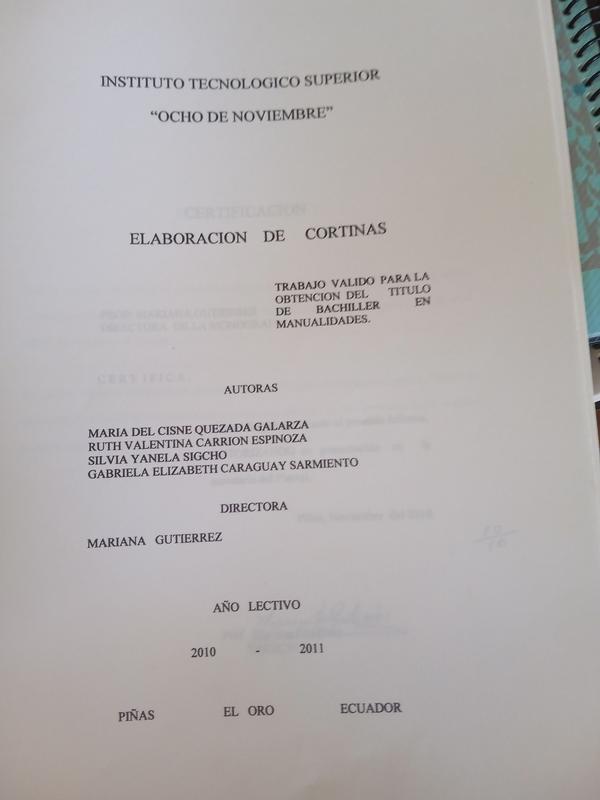 INSTITUTO TECNOLOGICO SUPERIOR
“OCHO DE NOVIEMBRE”
CERTIFICACION
ELABORACION DE CORTINAS
TRABAJO VALIDO PARA LA
OBTENCION DEL TITULO
DE BACHILLER EN
MANUALIDADES.
CERTIFICA:
AUTORAS
MARIA DEL CISNE QUEZADA GALARZA
RUTH VALENTINA CARRION ESPINOZA
SILVIA YANELA SIGCHO
GABRIELA ELIZABETH CARAGUAY SARMIENTO
DIRECTORA
MARIANA GUTIERREZ
AÑO LECTIVO
2010 - 2011
PIÑAS EL ORO ECUADOR